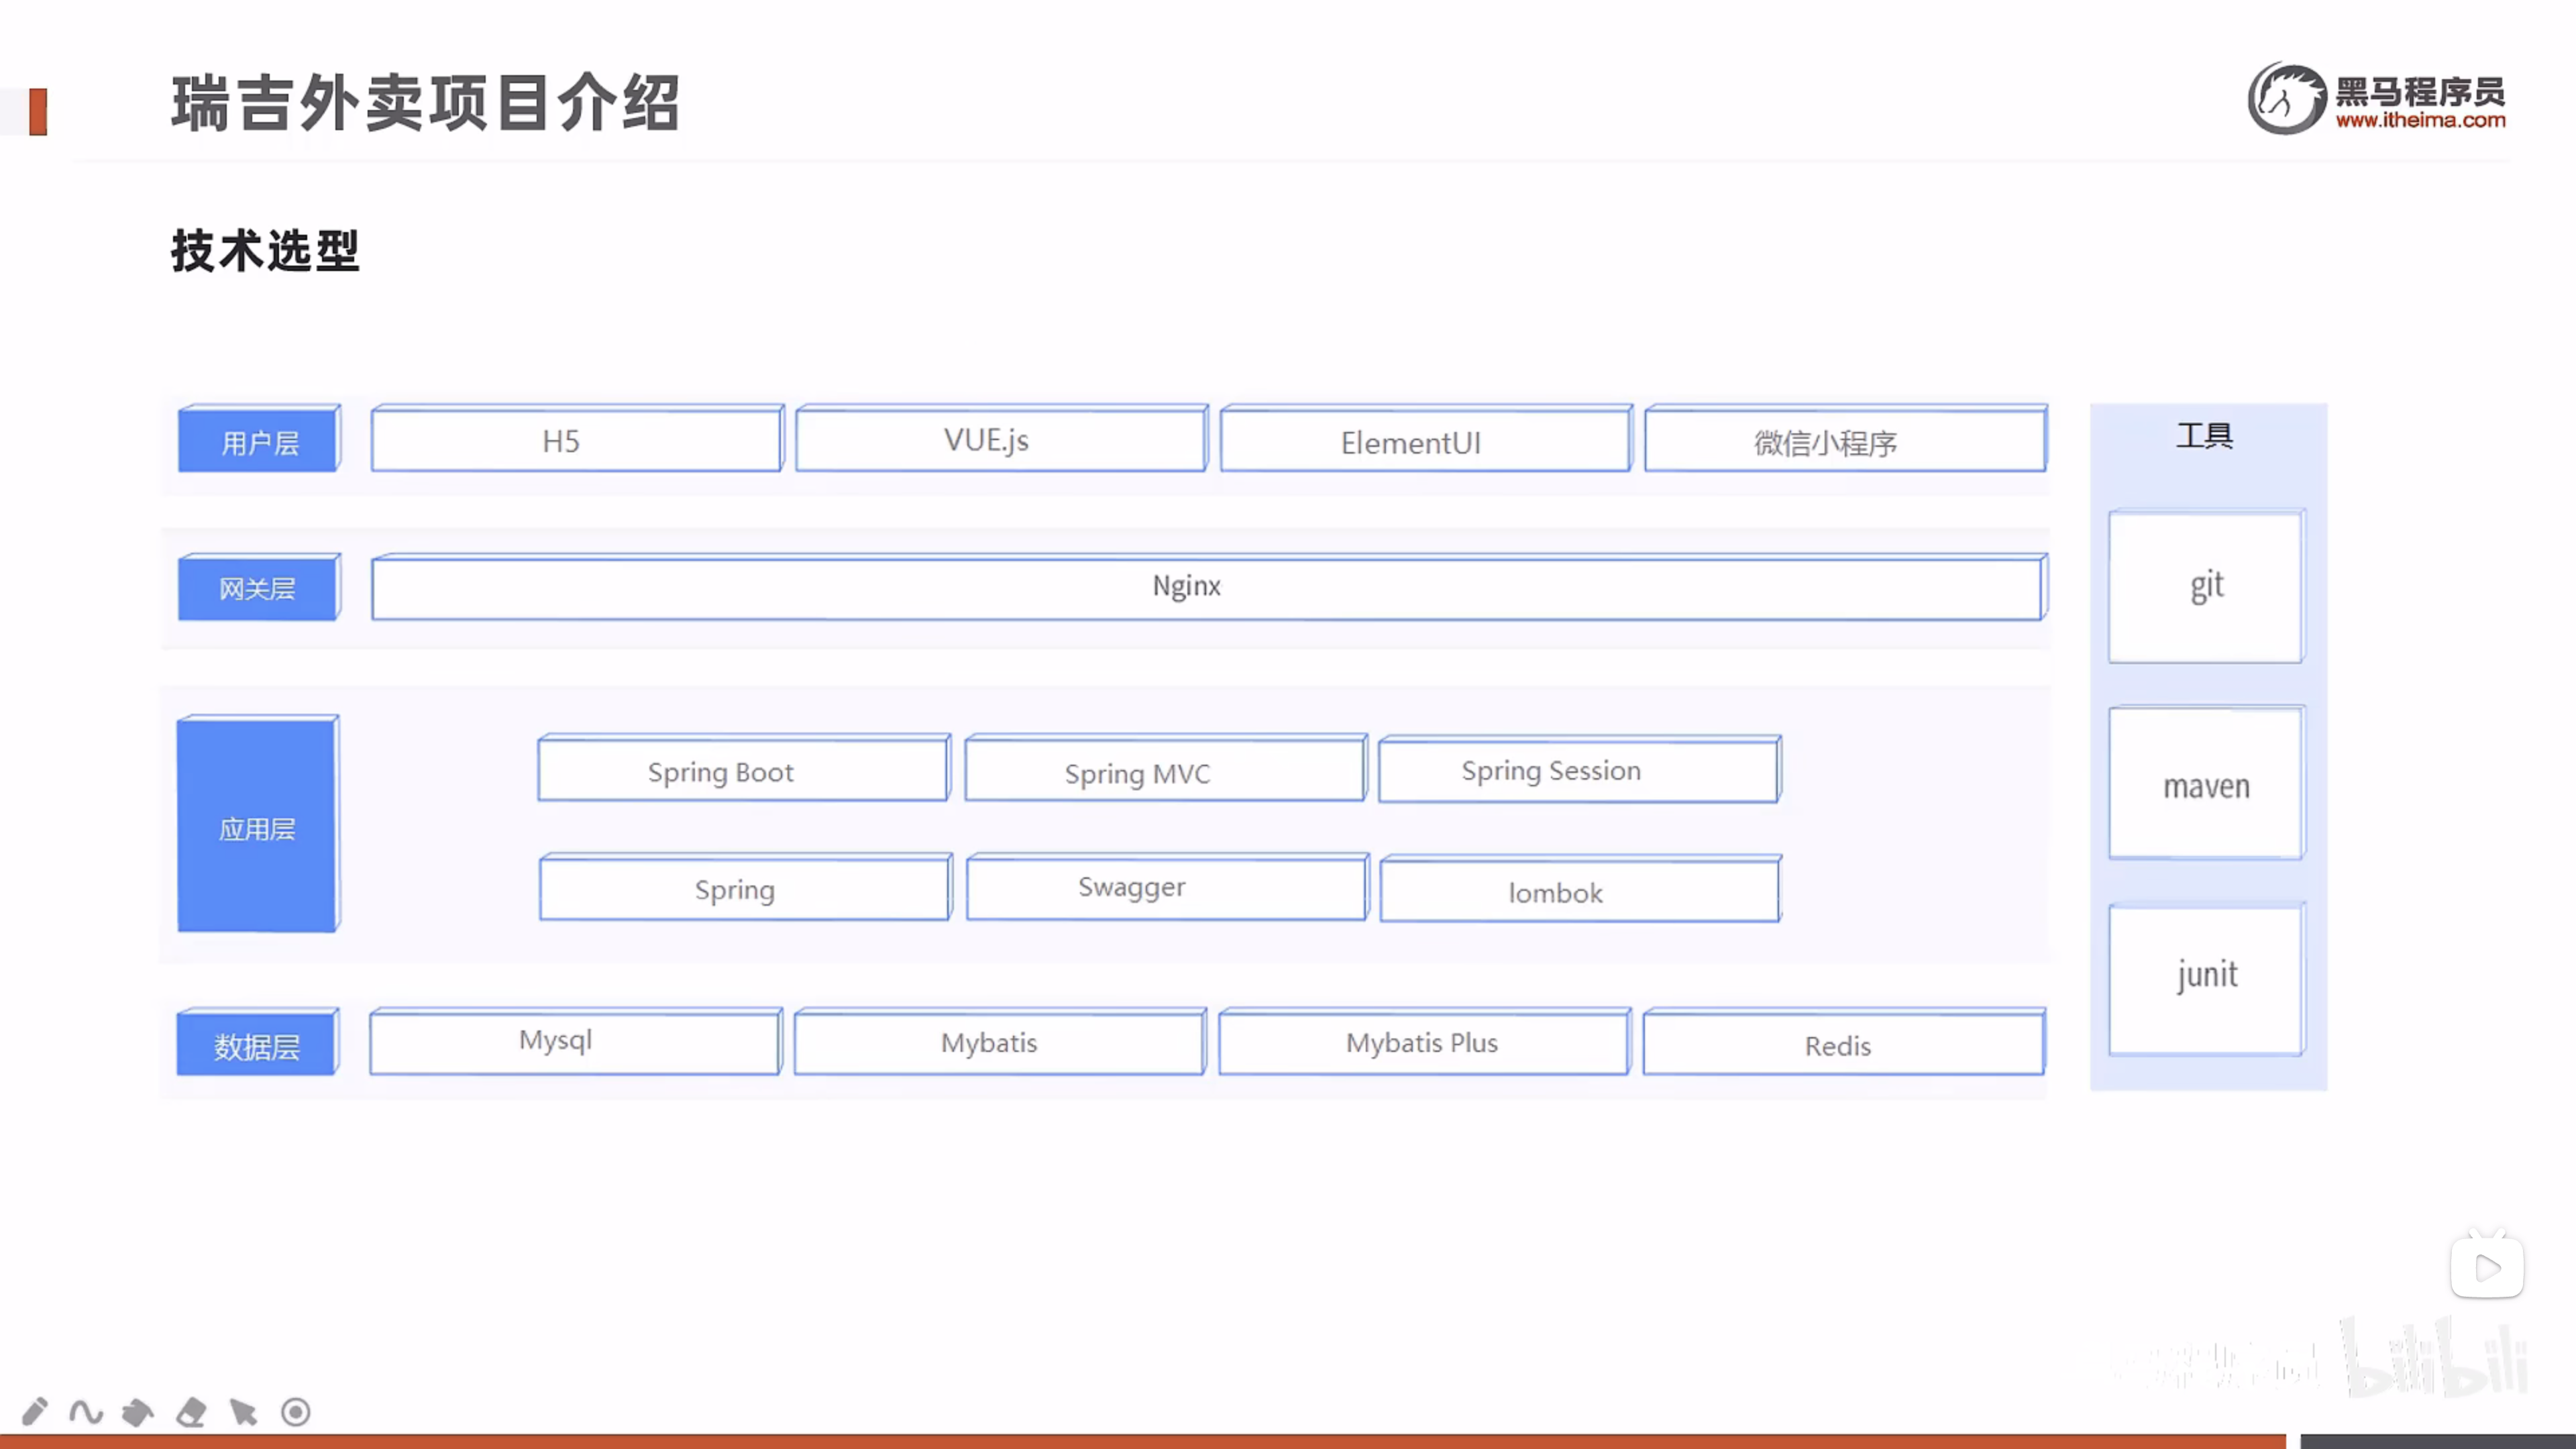 瑞吉外卖项目介绍
黑马程序员
www.itheima.com
技术选型
用户层 H5 VUE.js ElementUI 微信小程序
工具
网关层 Nginx
git
应用层
Spring Boot Spring MVC Spring Session
maven
Spring Swagger lombok
junit
数据层 Mysql Mybatis Mybatis Plus Redis
bilibili